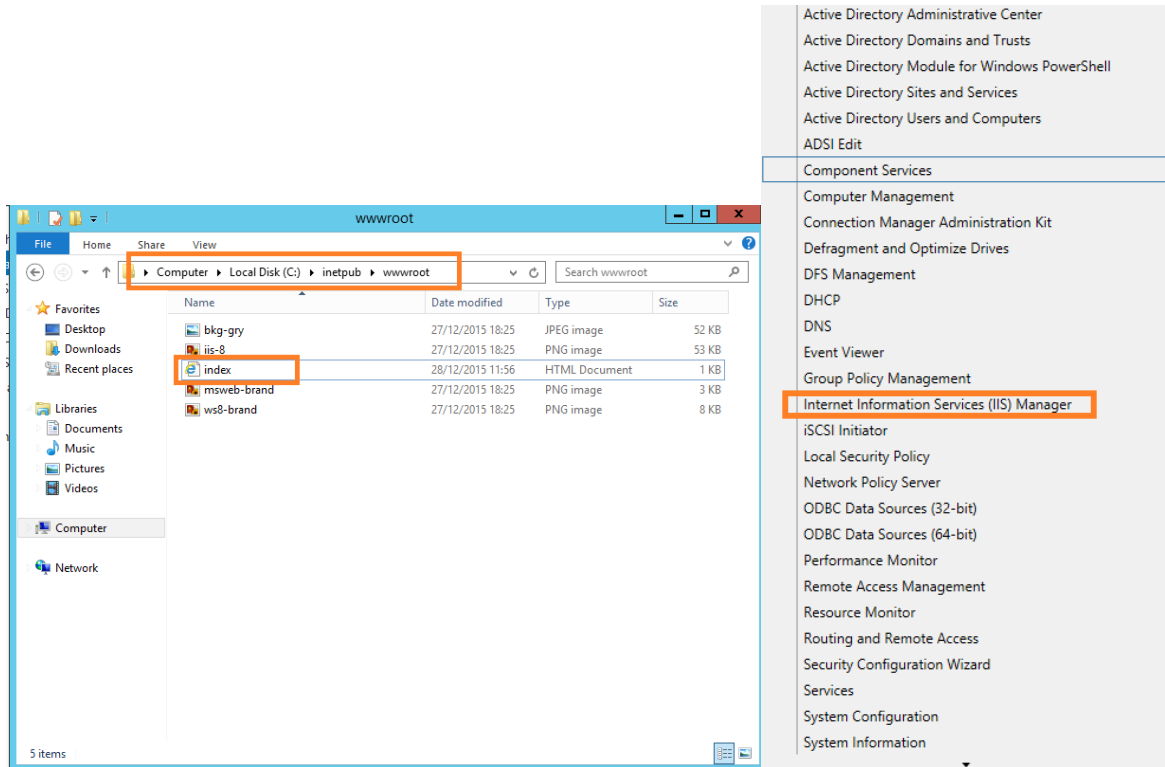 wwwroot
File Home Share View
Computer Local Disk (C:) inetpub wwwroot Search wwwroot
Favorites
Desktop
Downloads
Recent places
Libraries
Documents
Music
Pictures
Videos
Computer
Network
Name Date modified Type Size
bkg-gry 27/12/2015 18:25 JPEG image 52 KB
iis-8 27/12/2015 18:25 PNG image 53 KB
index 28/12/2015 11:56 HTML Document 1 KB
msweb-brand 27/12/2015 18:25 PNG image 3 KB
ws8-brand 27/12/2015 18:25 PNG image 8 KB
5 items
Active Directory Administrative Center
Active Directory Domains and Trusts
Active Directory Module for Windows PowerShell
Active Directory Sites and Services
Active Directory Users and Computers
ADSI Edit
Component Services
Computer Management
Connection Manager Administration Kit
Defragment and Optimize Drives
DFS Management
DHCP
DNS
Event Viewer
Group Policy Management
Internet Information Services (IIS) Manager
iSCSI Initiator
Local Security Policy
Network Policy Server
ODBC Data Sources (32-bit)
ODBC Data Sources (64-bit)
Performance Monitor
Remote Access Management
Resource Monitor
Routing and Remote Access
Security Configuration Wizard
Services
System Configuration
System Information